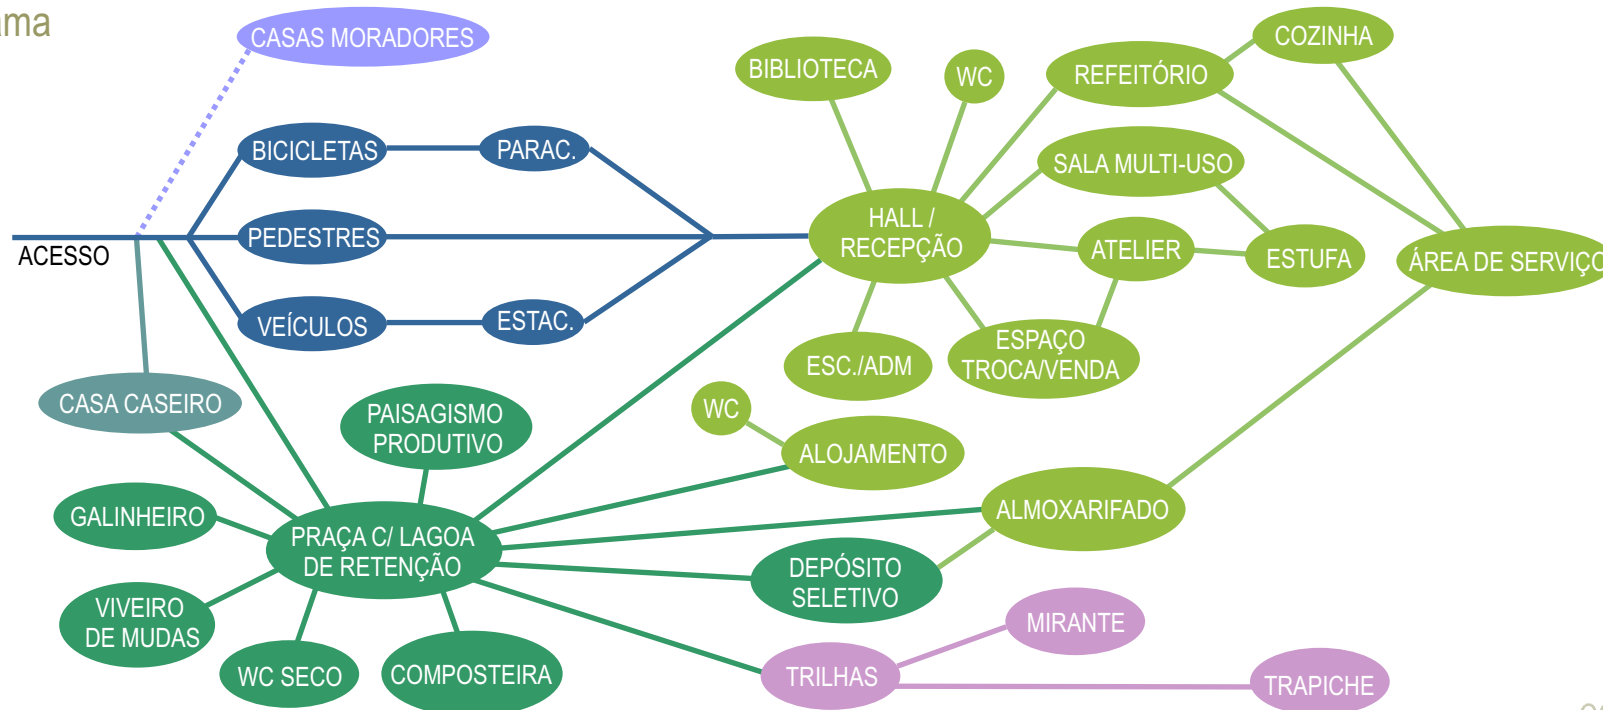 ama
CASAS MORADORES
COZINHA
BIBLIOTECA
WC
REFEITÓRIO
BICICLETAS
PARAC.
SALA MULTI-USO
HALL /
RECEPÇÃO
PEDESTRES
ACESSO
ATELIER
ESTUFA
ÁREA DE SERVIÇO
VEÍCULOS
ESTAC.
ESC./ADM
ESPAÇO
TROCA/VENDA
CASA CASEIRO
PAISAGISMO
PRODUTIVO
WC
ALOJAMENTO
GALINHEIRO
PRAÇA C/ LAGOA
DE RETENÇÃO
ALMOXARIFADO
DEPÓSITO
SELETIVO
VIVEIRO
DE MUDAS
MIRANTE
WC SECO
COMPOSTEIRA
TRILHAS
TRAPICHE